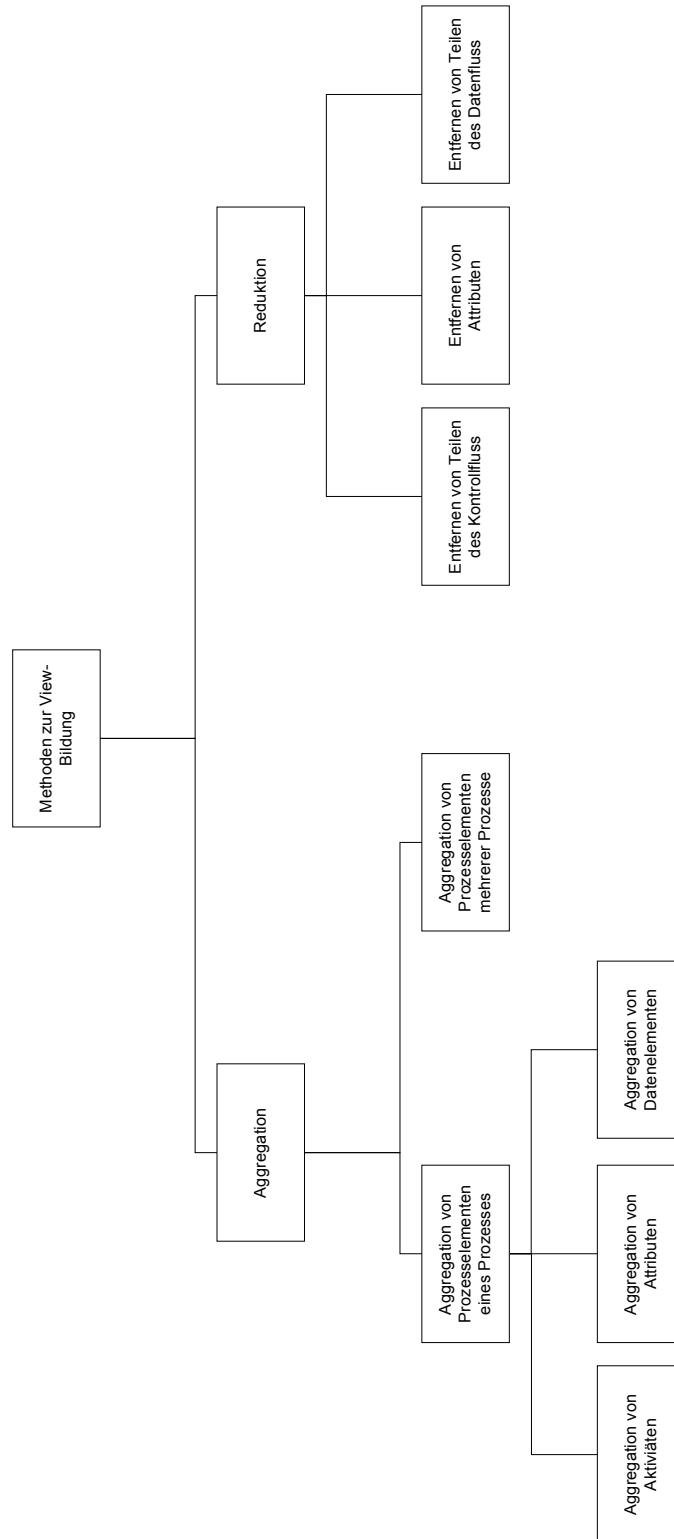 Methoden zur View-
Bildung
Aggregation
Reduktion
Aggregation von
Prozesselementen
eines Prozesses
Aggregation von
Prozesselementen
mehrerer Prozesse
Entfernen von Teilen
des Kontrollfluss
Entfernen von
Attributen
Entfernen von Teilen
des Datenfluss
Aggregation von
Aktiviäten
Aggregation von
Attributen
Aggregation von
Datenelementen